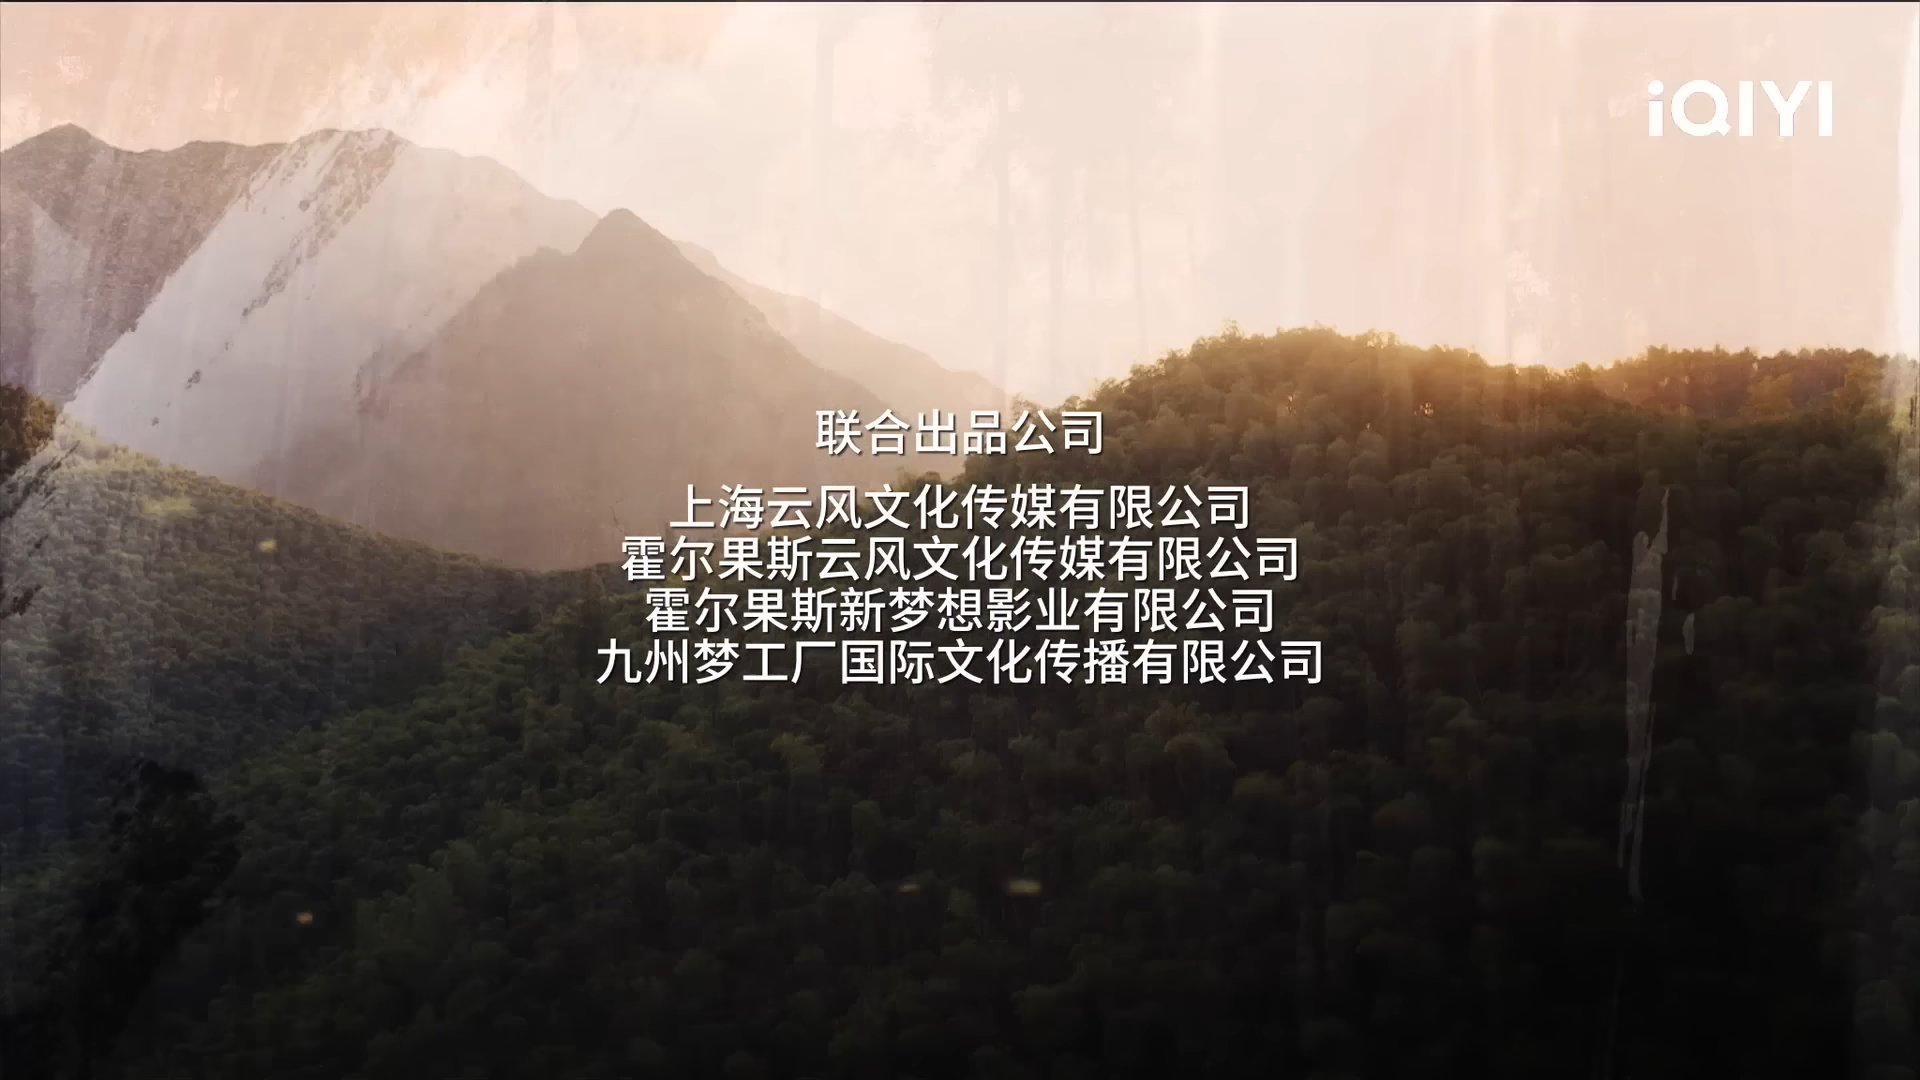 iQIYI
联合出品公司
上海云风文化传媒有限公司
霍尔果斯云风文化传媒有限公司
霍尔果斯新梦想影业有限公司
九州梦工厂国际文化传播有限公司